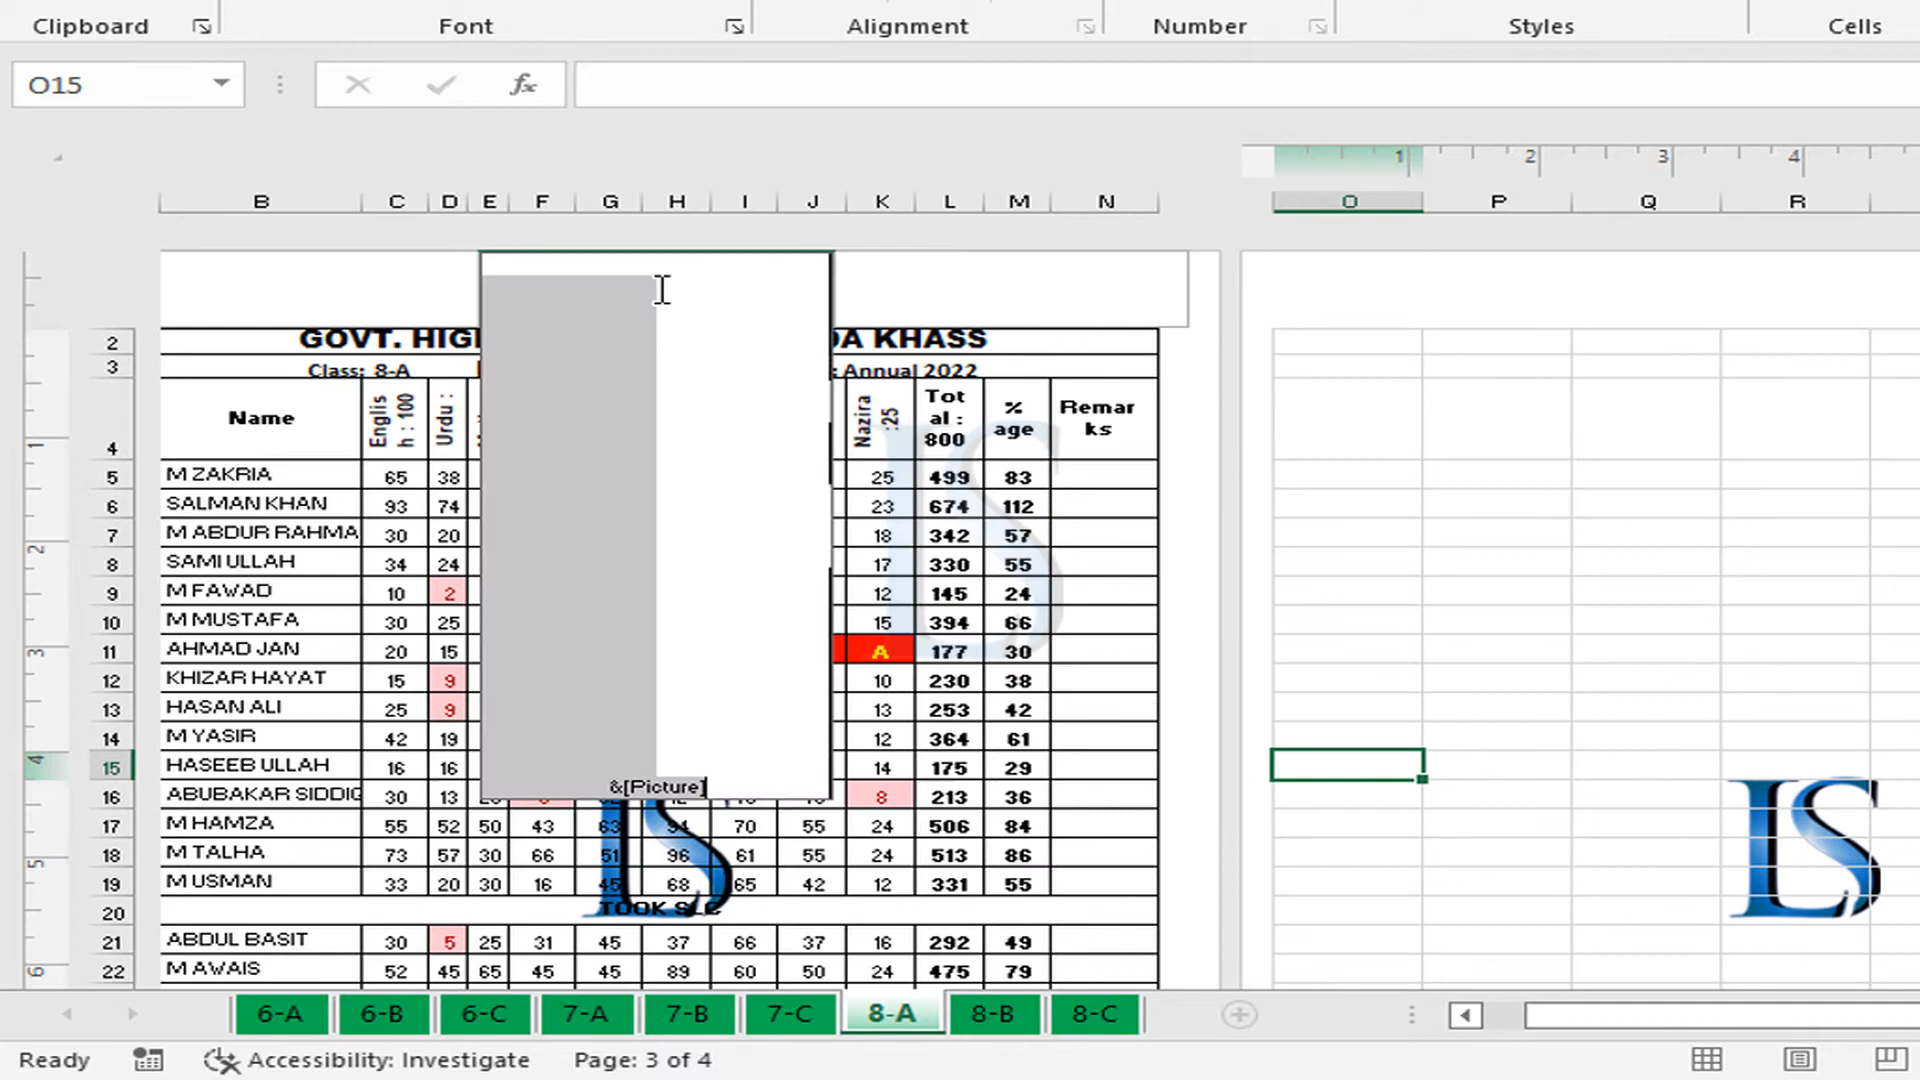 Clipboard Font Alignment Number Styles Cells
O15 fx
1 2 3 4
B C D E F G H I J K L M N O P Q R
2 GOVT. HIGH DA KHASS
3 Class: 8-A : Annual 2022
4 Name Englis h : 100 Urdu : Nazira :25 Tot al : 800 % age Remar ks
5 M ZAKRIA 65 38 25 499 83
6 SALMAN KHAN 93 74 23 674 112
7 M ABDUR RAHMA 30 20 18 342 57
8 SAMI ULLAH 34 24 17 330 55
9 M FAWAD 10 2 12 145 24
10 M MUSTAFA 30 25 15 394 66
11 AHMAD JAN 20 15 A 177 30
12 KHIZAR HAYAT 15 9 10 230 38
13 HASAN ALI 25 9 13 253 42
14 M YASIR 42 19 12 364 61
15 HASEEB ULLAH 16 16 14 175 29
&[Picture]
16 ABUBAKAR SIDDIQ 30 13 8 213 36
17 M HAMZA 55 52 50 43 63 94 70 55 24 506 84
18 M TALHA 73 57 30 66 51 96 61 55 24 513 86
19 M USMAN 33 20 30 16 45 68 65 42 12 331 55
20 TOOK SLC
21 ABDUL BASIT 30 5 25 31 45 37 66 37 16 292 49
22 M AWAIS 52 45 65 45 45 89 60 50 24 475 79
LS
LS
LS
6-A 6-B 6-C 7-A 7-B 7-C 8-A 8-B 8-C
Ready Accessibility: Investigate Page: 3 of 4